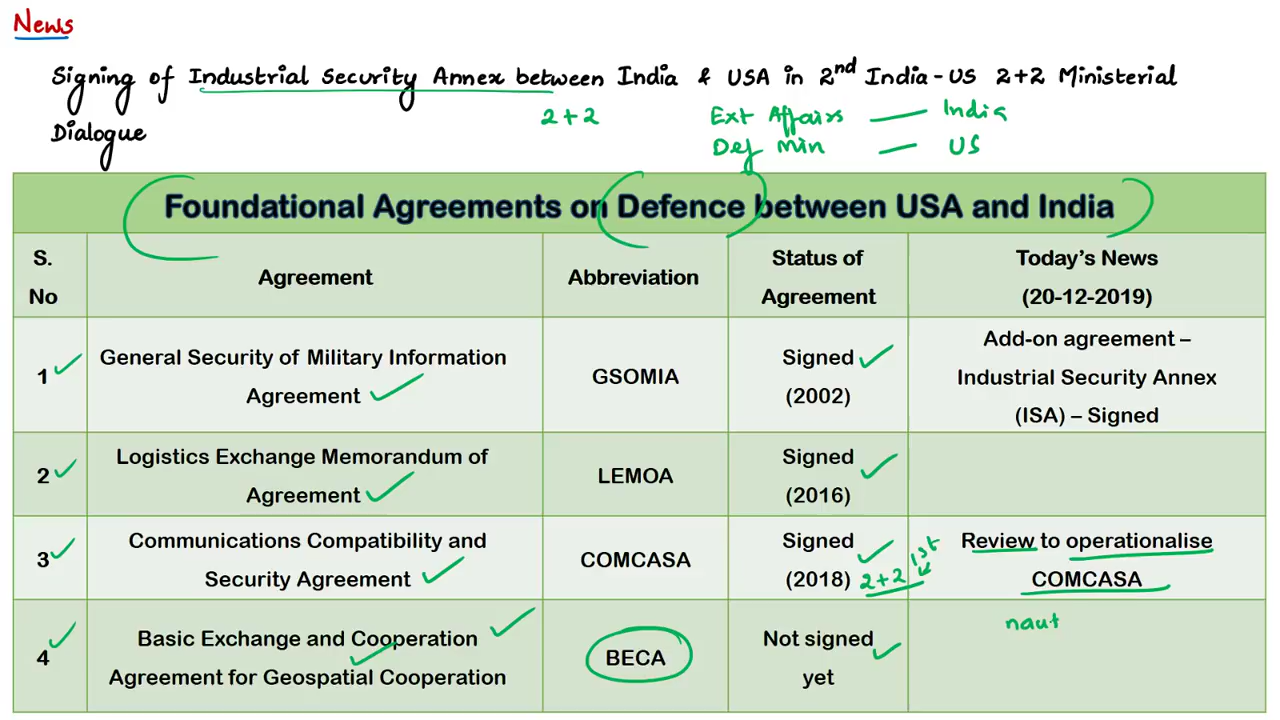 News
Signing of Industrial Security Annex between India & USA in 2nd India-US 2+2 Ministerial
Dialogue
2+2
Ext Affairs — India
Def Min — US
Foundational Agreements on Defence between USA and India
S. No
Agreement
Abbreviation
Status of Agreement
Today's News (20-12-2019)
1
General Security of Military Information
Agreement
GSOMIA
Signed
(2002)
Add-on agreement –
Industrial Security Annex
(ISA) – Signed
2
Logistics Exchange Memorandum of
Agreement
LEMOA
Signed
(2016)
3
Communications Compatibility and
Security Agreement
COMCASA
Signed
(2018)
2+2 1st
Review to operationalise
COMCASA
4
Basic Exchange and Cooperation
Agreement for Geospatial Cooperation
BECA
Not signed
yet
naut